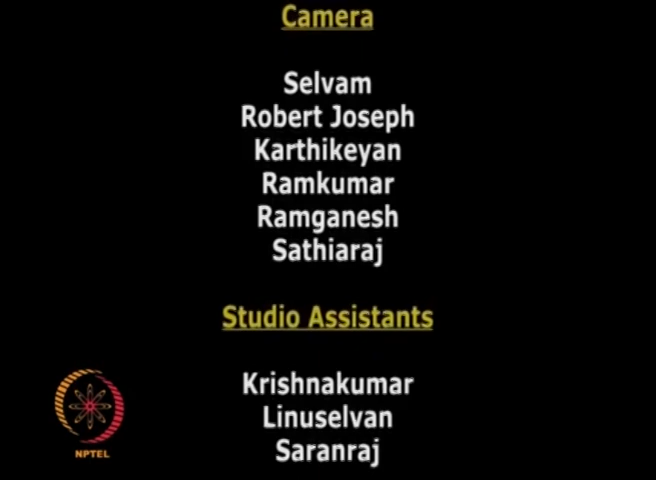 Camera
Selvam
Robert Joseph
Karthikeyan
Ramkumar
Ramganesh
Sathiaraj
Studio Assistants
Krishnakumar
Linuselvan
Saranraj
NPTEL